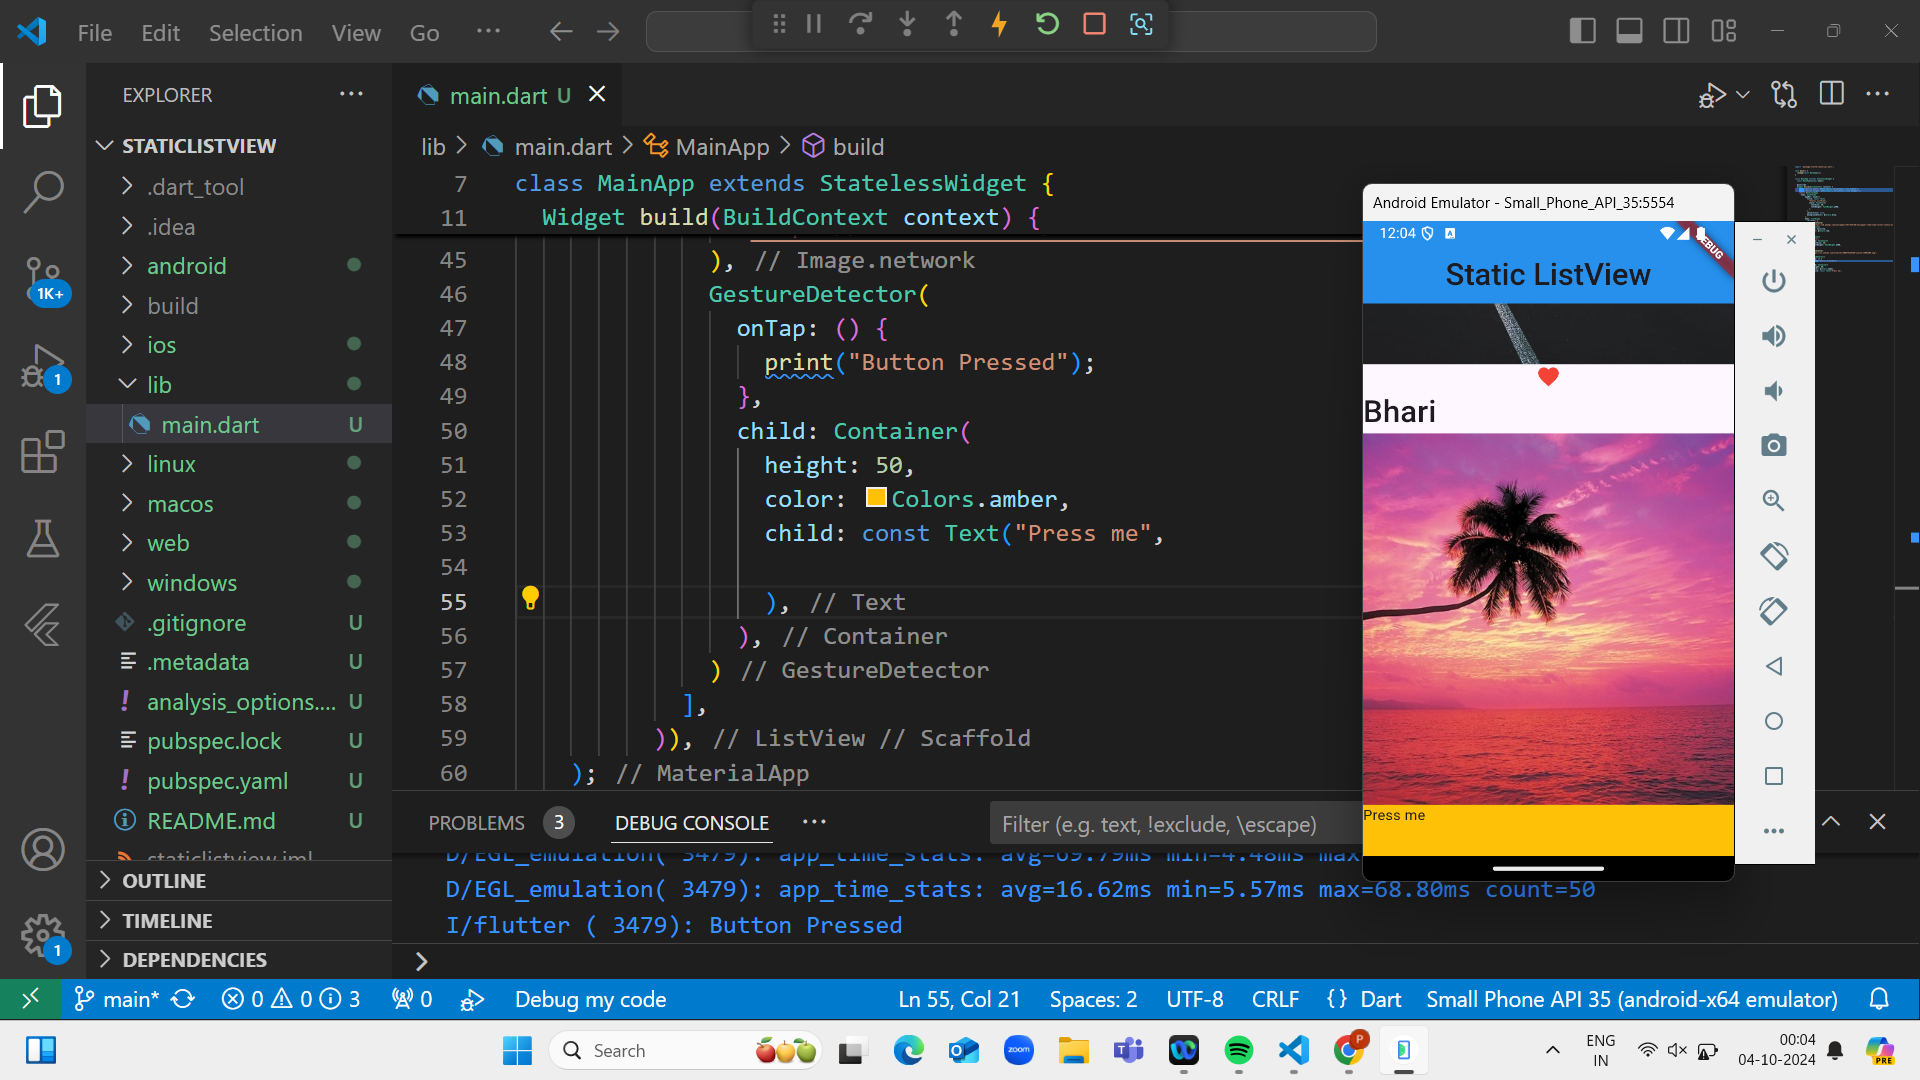 File Edit Selection View Go ···
EXPLORER ···
STATICLISTVIEW
.dart_tool
.idea
android
build
ios
lib
main.dart U
linux
macos
web
windows
.gitignore U
.metadata U
analysis_options.... U
pubspec.lock U
pubspec.yaml U
README.md U
staticlistview.iml
OUTLINE
TIMELINE
DEPENDENCIES
1K+
1
1
main.dart U
lib > main.dart > MainApp > build
7 class MainApp extends StatelessWidget {
11 Widget build(BuildContext context) {
45 ), // Image.network
46 GestureDetector(
47 onTap: () {
48 print("Button Pressed");
49 },
50 child: Container(
51 height: 50,
52 color: Colors.amber,
53 child: const Text("Press me",
54
55 ), // Text
56 ), // Container
57 ) // GestureDetector
58 ],
59 )), // ListView // Scaffold
60 ); // MaterialApp
PROBLEMS 3 DEBUG CONSOLE ··· Filter (e.g. text, !exclude, \escape)
D/EGL_emulation( 3479): app_time_stats: avg=69.79ms min=4.48ms max
D/EGL_emulation( 3479): app_time_stats: avg=16.62ms min=5.57ms max=68.80ms count=50
I/flutter ( 3479): Button Pressed
Android Emulator - Small_Phone_API_35:5554
12:04
DEBUG
Static ListView
Bhari
Press me
main* 0 0 3 0 Debug my code Ln 55, Col 21 Spaces: 2 UTF-8 CRLF {} Dart Small Phone API 35 (android-x64 emulator)
Search
zoom
P
ENG
IN
00:04
04-10-2024
PRE